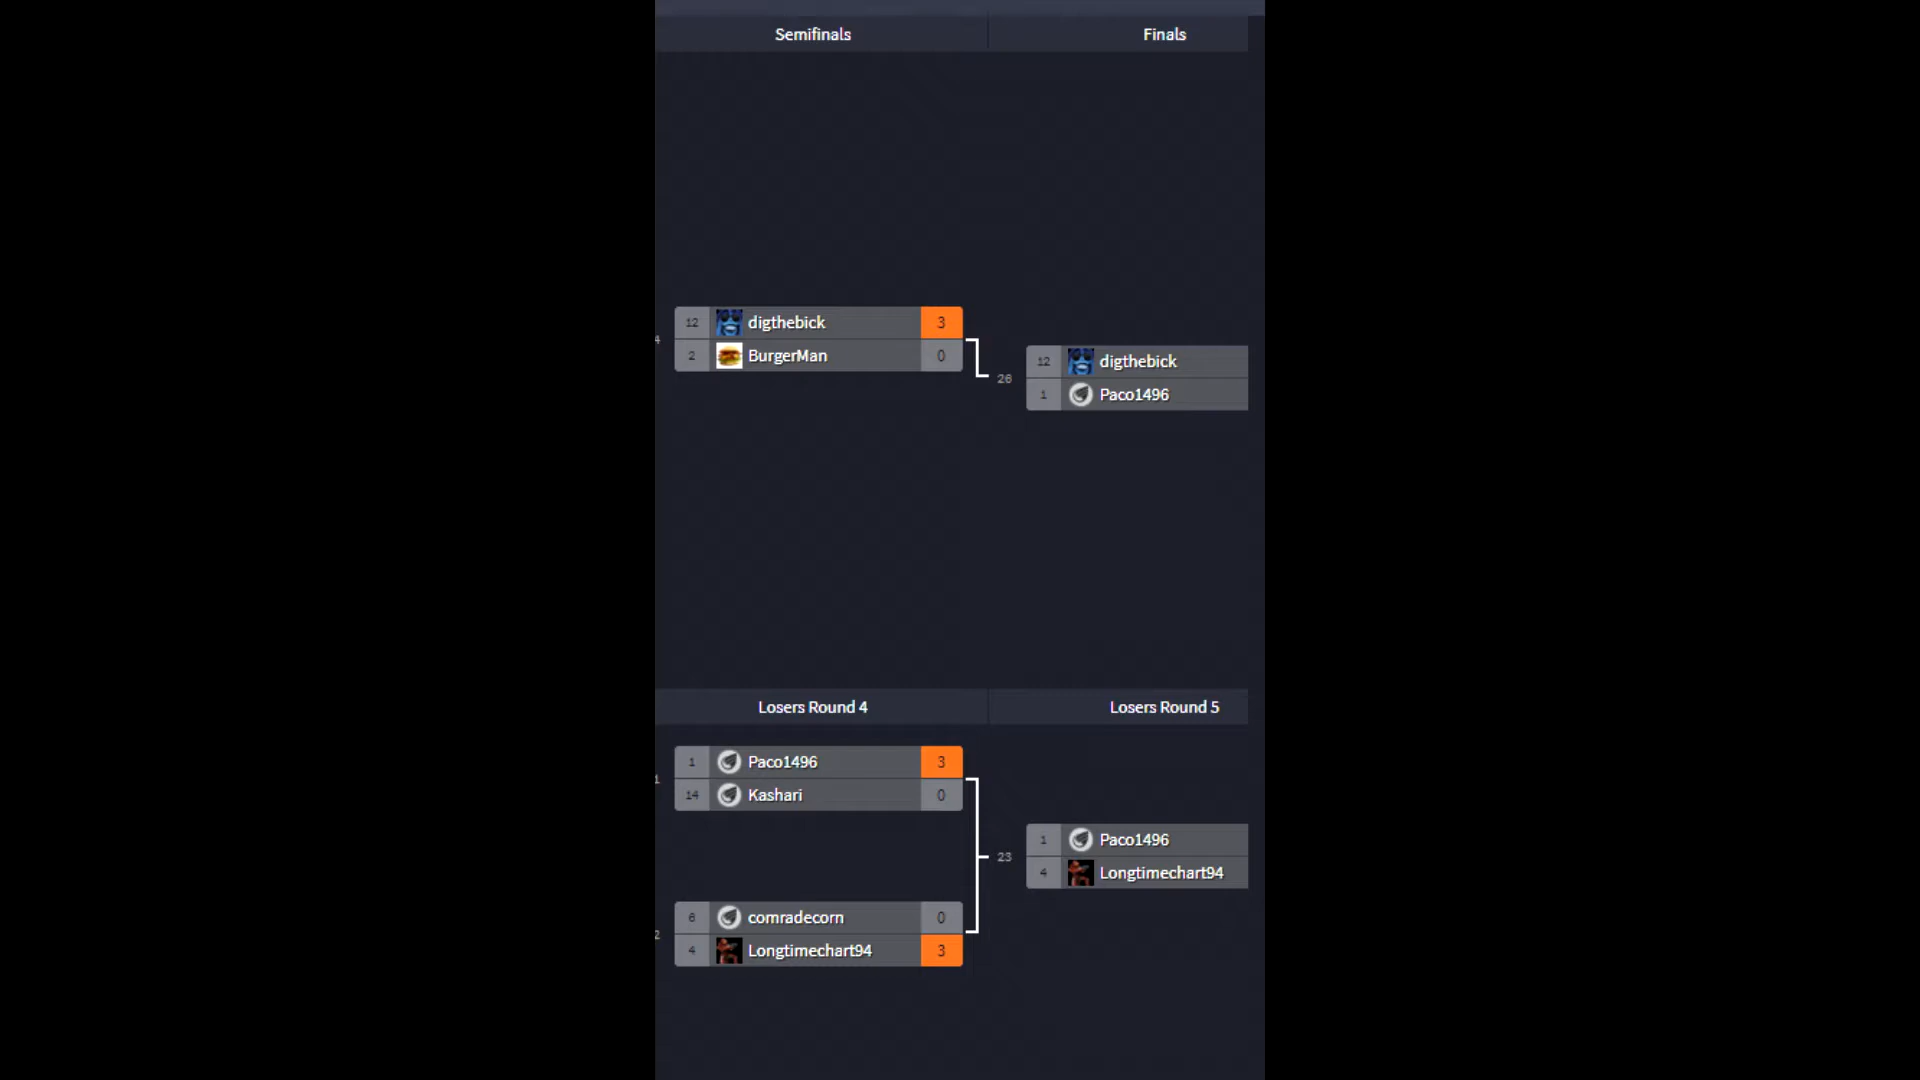 Semifinals
Finals
12 digthebick 3
2 BurgerMan 0
26
12 digthebick
1 Paco1496
Losers Round 4
Losers Round 5
1 Paco1496 3
14 Kashari 0
23
1 Paco1496
4 Longtimechart94
6 comradecorn 0
4 Longtimechart94 3